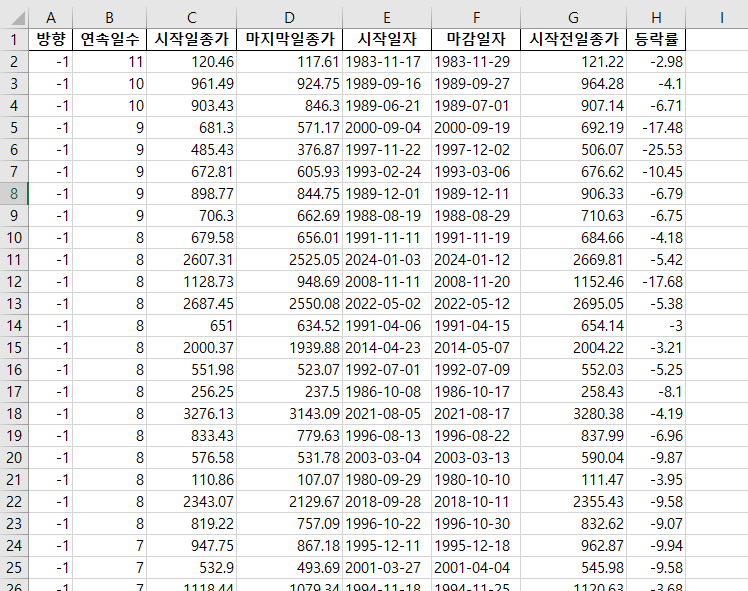 A B C D E F G H I
1 방향 연속일수 시작일종가 마지막일종가 시작일자 마감일자 시작전일종가 등락률
2 -1 11 120.46 117.61 1983-11-17 1983-11-29 121.22 -2.98
3 -1 10 961.49 924.75 1989-09-16 1989-09-27 964.28 -4.1
4 -1 10 903.43 846.3 1989-06-21 1989-07-01 907.14 -6.71
5 -1 9 681.3 571.17 2000-09-04 2000-09-19 692.19 -17.48
6 -1 9 485.43 376.87 1997-11-22 1997-12-02 506.07 -25.53
7 -1 9 672.81 605.93 1993-02-24 1993-03-06 676.62 -10.45
8 -1 9 898.77 844.75 1989-12-01 1989-12-11 906.33 -6.79
9 -1 9 706.3 662.69 1988-08-19 1988-08-29 710.63 -6.75
10 -1 8 679.58 656.01 1991-11-11 1991-11-19 684.66 -4.18
11 -1 8 2607.31 2525.05 2024-01-03 2024-01-12 2669.81 -5.42
12 -1 8 1128.73 948.69 2008-11-11 2008-11-20 1152.46 -17.68
13 -1 8 2687.45 2550.08 2022-05-02 2022-05-12 2695.05 -5.38
14 -1 8 651 634.52 1991-04-06 1991-04-15 654.14 -3
15 -1 8 2000.37 1939.88 2014-04-23 2014-05-07 2004.22 -3.21
16 -1 8 551.98 523.07 1992-07-01 1992-07-09 552.03 -5.25
17 -1 8 256.25 237.5 1986-10-08 1986-10-17 258.43 -8.1
18 -1 8 3276.13 3143.09 2021-08-05 2021-08-17 3280.38 -4.19
19 -1 8 833.43 779.63 1996-08-13 1996-08-22 837.99 -6.96
20 -1 8 576.58 531.78 2003-03-04 2003-03-13 590.04 -9.87
21 -1 8 110.86 107.07 1980-09-29 1980-10-10 111.47 -3.95
22 -1 8 2343.07 2129.67 2018-09-28 2018-10-11 2355.43 -9.58
23 -1 8 819.22 757.09 1996-10-22 1996-10-30 832.62 -9.07
24 -1 7 947.75 867.18 1995-12-11 1995-12-18 962.87 -9.94
25 -1 7 532.9 493.69 2001-03-27 2001-04-04 545.98 -9.58
26 -1 7 1118.44 1079.34 1994-11-18 1994-11-25 1120.63 -3.68